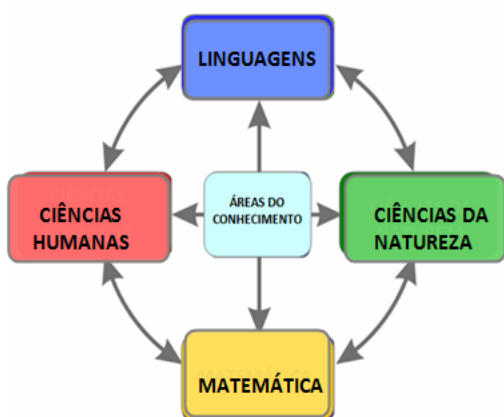 LINGUAGENS
CIÊNCIAS
HUMANAS
ÁREAS DO
CONHECIMENTO
CIÊNCIAS DA
NATUREZA
MATEMÁTICA